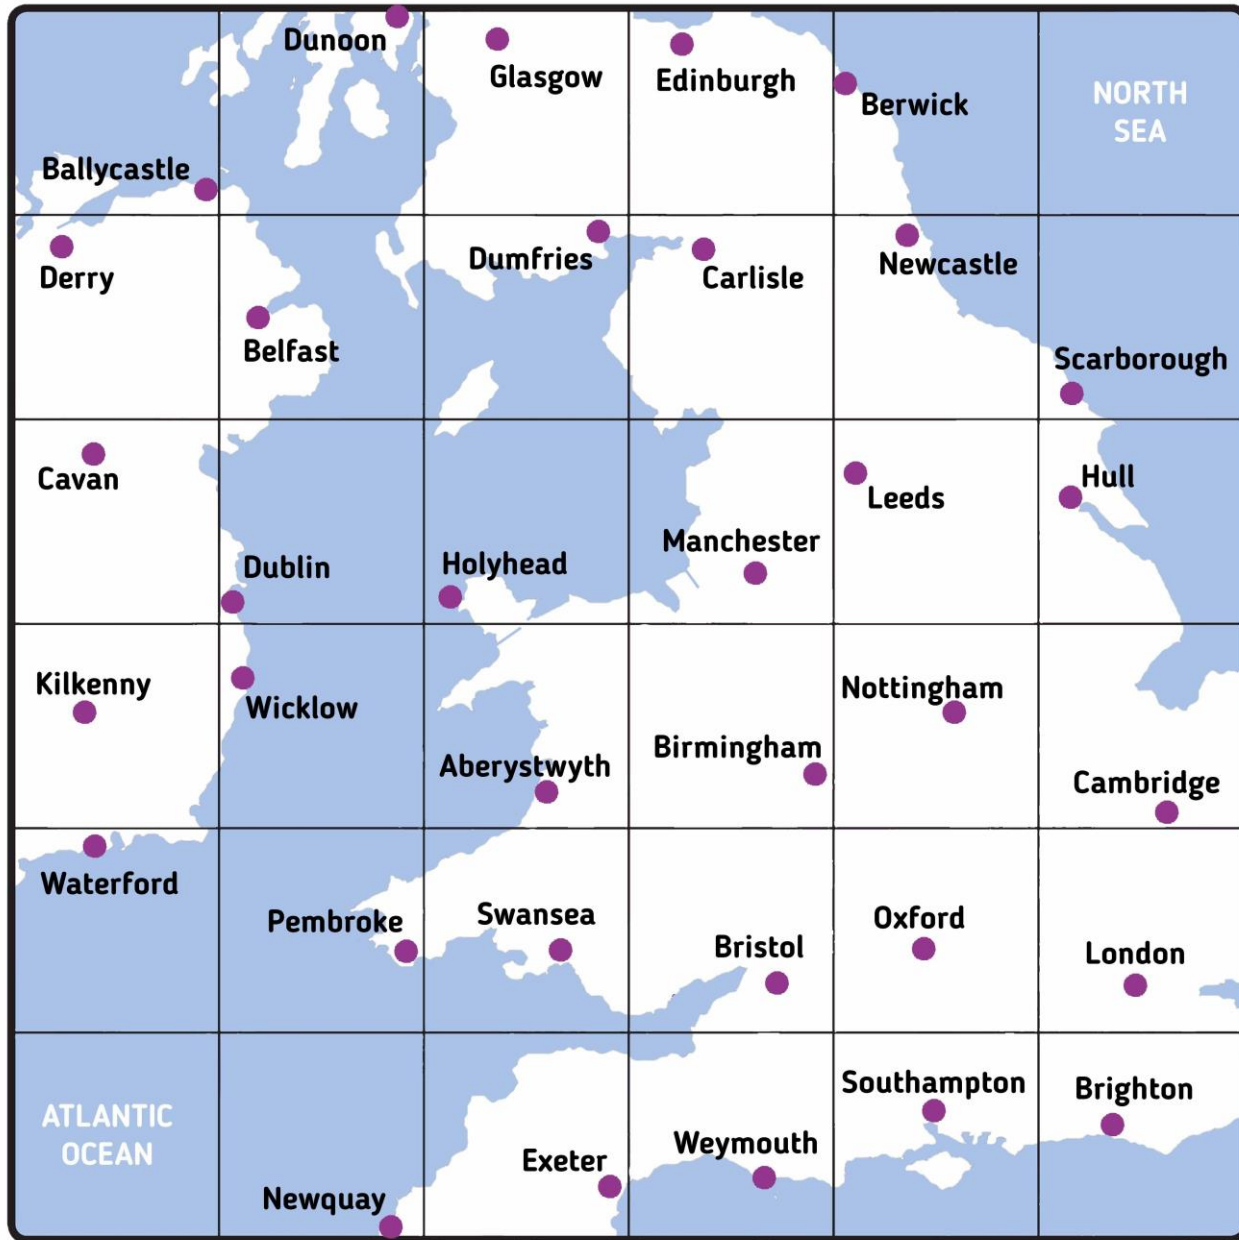 Dunoon
Glasgow
Edinburgh
Berwick
NORTH
SEA
Ballycastle
Derry
Dumfries
Carlisle
Newcastle
Belfast
Scarborough
Cavan
Leeds
Hull
Dublin
Holyhead
Manchester
Kilkenny
Wicklow
Nottingham
Birmingham
Aberystwyth
Cambridge
Waterford
Pembroke
Swansea
Bristol
Oxford
London
ATLANTIC
OCEAN
Southampton
Brighton
Weymouth
Exeter
Newquay